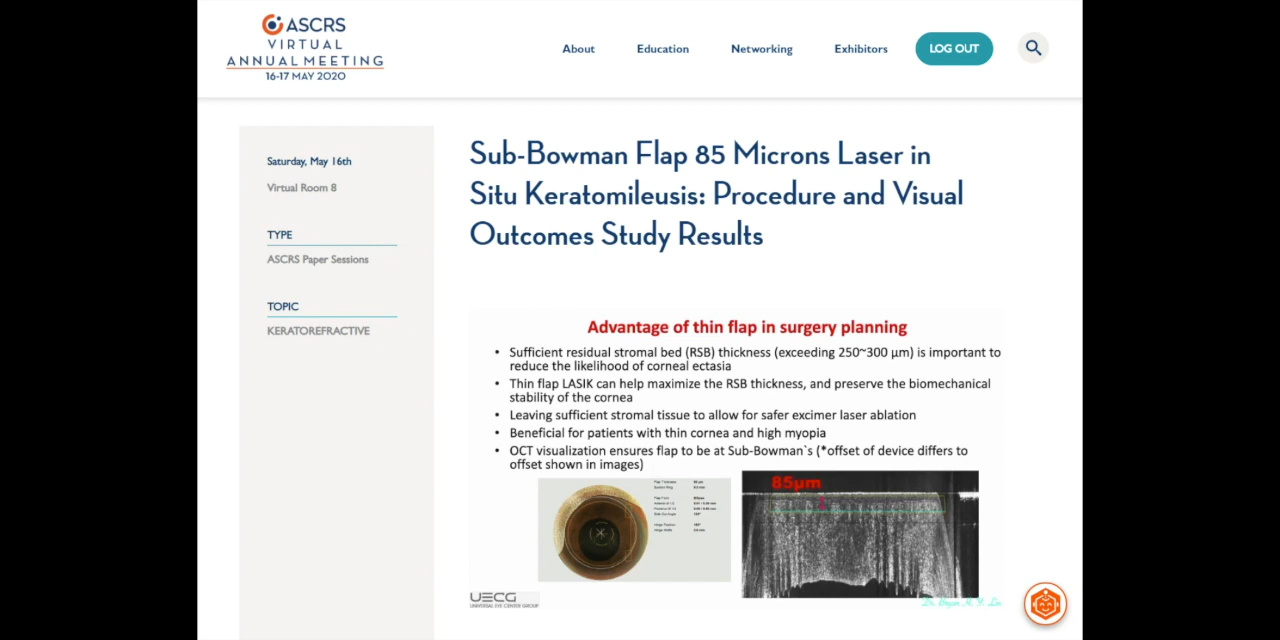 ASCRS
VIRTUAL
ANNUAL MEETING
16-17 MAY 2020
About
Education
Networking
Exhibitors
LOG OUT
Saturday, May 16th
Virtual Room 8
TYPE
ASCRS Paper Sessions
TOPIC
KERATOREFRACTIVE
Sub-Bowman Flap 85 Microns Laser in
Situ Keratomileusis: Procedure and Visual
Outcomes Study Results
Advantage of thin flap in surgery planning
• Sufficient residual stromal bed (RSB) thickness (exceeding 250~300 µm) is important to
reduce the likelihood of corneal ectasia
• Thin flap LASIK can help maximize the RSB thickness, and preserve the biomechanical
stability of the cornea
• Leaving sufficient stromal tissue to allow for safer excimer laser ablation
• Beneficial for patients with thin cornea and high myopia
• OCT visualization ensures flap to be at Sub-Bowman`s (*offset of device differs to
offset shown in images)
85µm
UECG
UNIVERSAL EYE CENTER GROUP